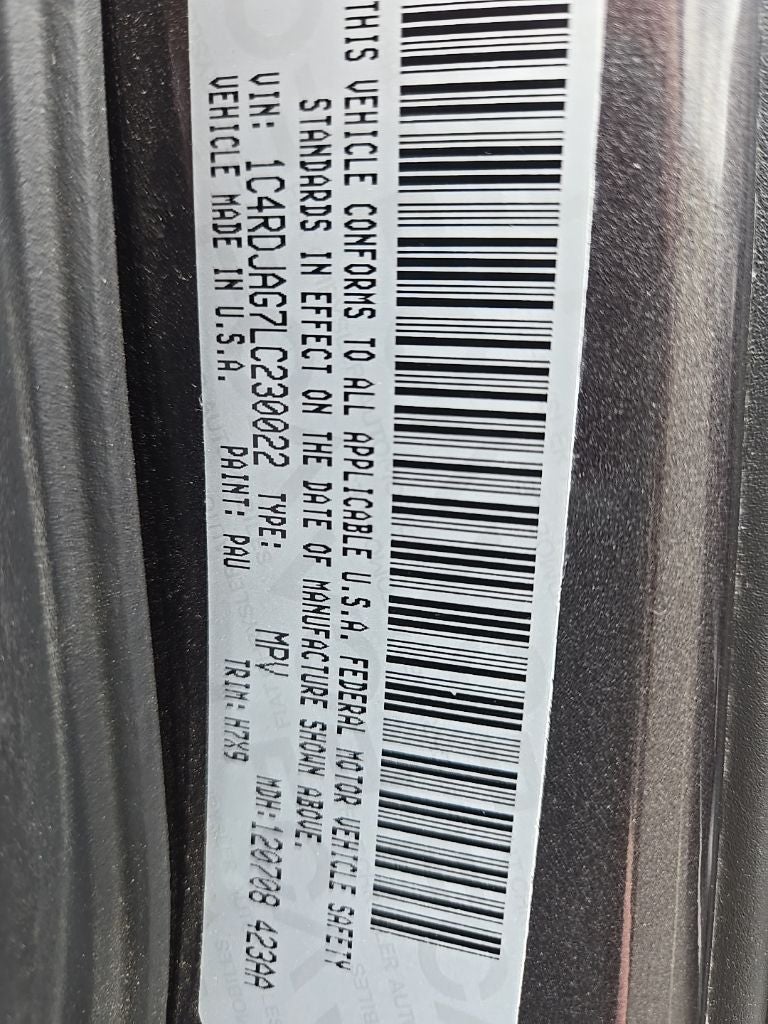 THIS VEHICLE CONFORMS TO ALL APPLICABLE U.S.A. FEDERAL MOTOR VEHICLE SAFETY
STANDARDS IN EFFECT ON THE DATE OF MANUFACTURE SHOWN ABOVE.
VIN: 1C4RDJAG7LC230022 TYPE: MPV MDH: 120708 423AA
VEHICLE MADE IN U.S.A. PAINT: PAU TRIM: H7X9